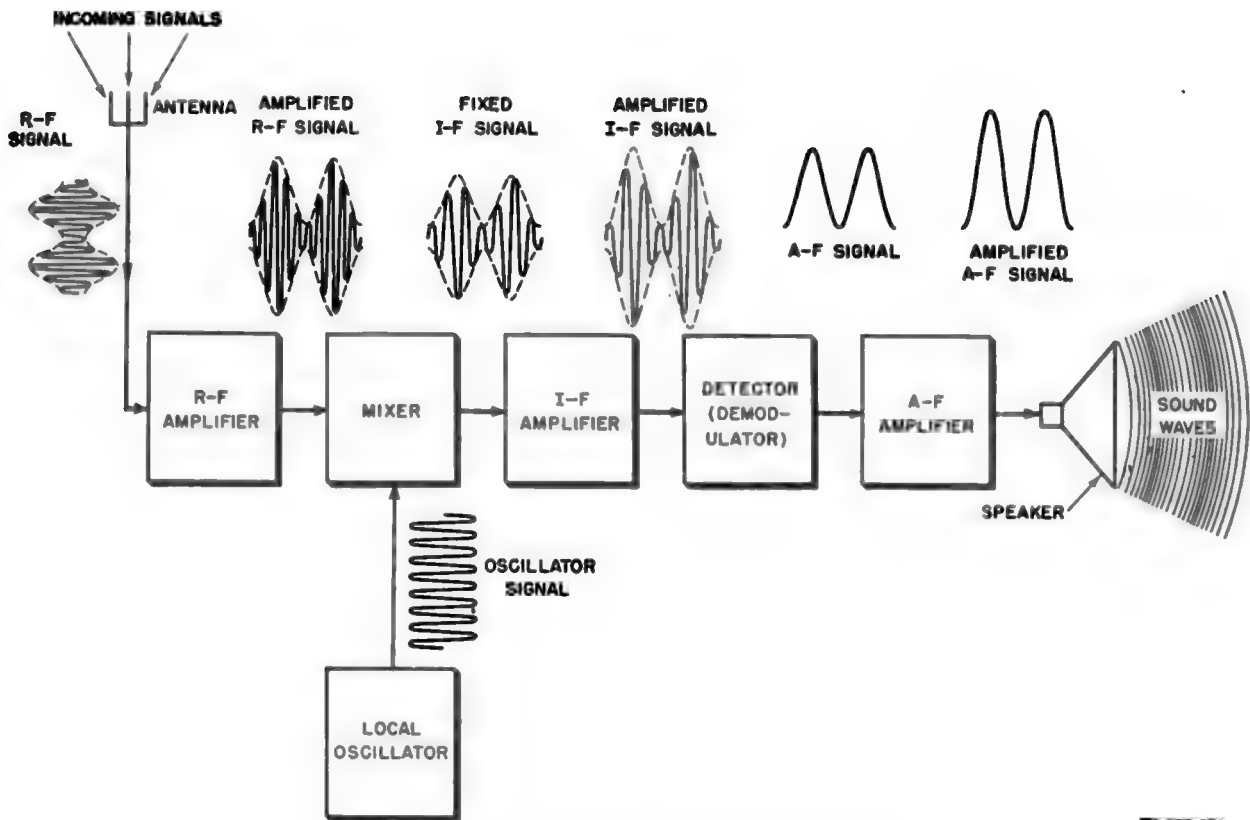 INCOMING SIGNALS
ANTENNA
R-F
SIGNAL
AMPLIFIED
R-F SIGNAL
FIXED
I-F SIGNAL
AMPLIFIED
I-F SIGNAL
A-F SIGNAL
AMPLIFIED
A-F SIGNAL
R-F
AMPLIFIER
MIXER
I-F
AMPLIFIER
DETECTOR
(DEMOD-
ULATOR)
A-F
AMPLIFIER
SOUND
WAVES
SPEAKER
OSCILLATOR
SIGNAL
LOCAL
OSCILLATOR